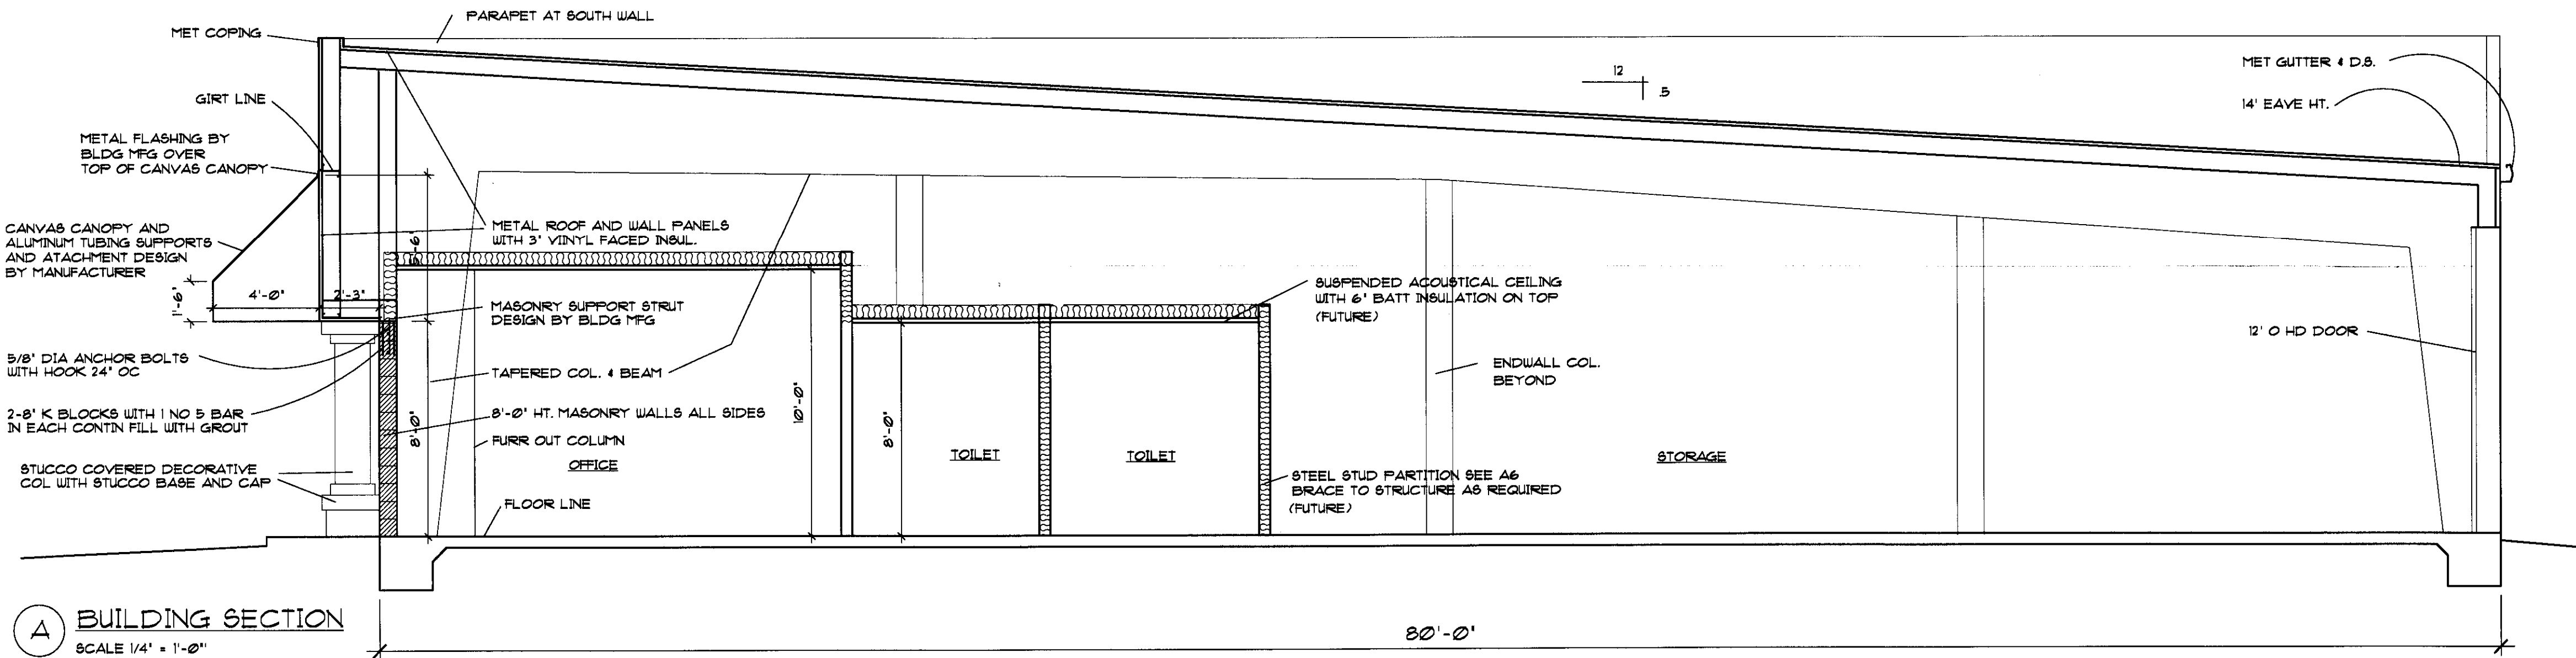 PARAPET AT SOUTH WALL
MET COPING
GIRT LINE
METAL FLASHING BY
BLDG MFG OVER
TOP OF CANVAS CANOPY
CANVAS CANOPY AND
ALUMINUM TUBING SUPPORTS
AND ATACHMENT DESIGN
BY MANUFACTURER
1'-6"
4'-0"
2'-3"
5/8" DIA ANCHOR BOLTS
WITH HOOK 24" OC
2-8" K BLOCKS WITH 1 NO 5 BAR
IN EACH CONTIN FILL WITH GROUT
STUCCO COVERED DECORATIVE
COL WITH STUCCO BASE AND CAP
METAL ROOF AND WALL PANELS
WITH 3" VINYL FACED INSUL.
5'-6"
MASONRY SUPPORT STRUT
DESIGN BY BLDG MFG
TAPERED COL. & BEAM
8'-0" HT. MASONRY WALLS ALL SIDES
8'-0"
FURR OUT COLUMN
OFFICE
FLOOR LINE
10'-0"
8'-0"
TOILET
TOILET
SUSPENDED ACOUSTICAL CEILING
WITH 6" BATT INSULATION ON TOP
(FUTURE)
STEEL STUD PARTITION SEE A6
BRACE TO STRUCTURE AS REQUIRED
(FUTURE)
ENDWALL COL.
BEYOND
STORAGE
12
.5
MET GUTTER & D.S.
14' EAVE HT.
12' O HD DOOR
80'-0"
A
BUILDING SECTION
SCALE 1/4" = 1'-0"